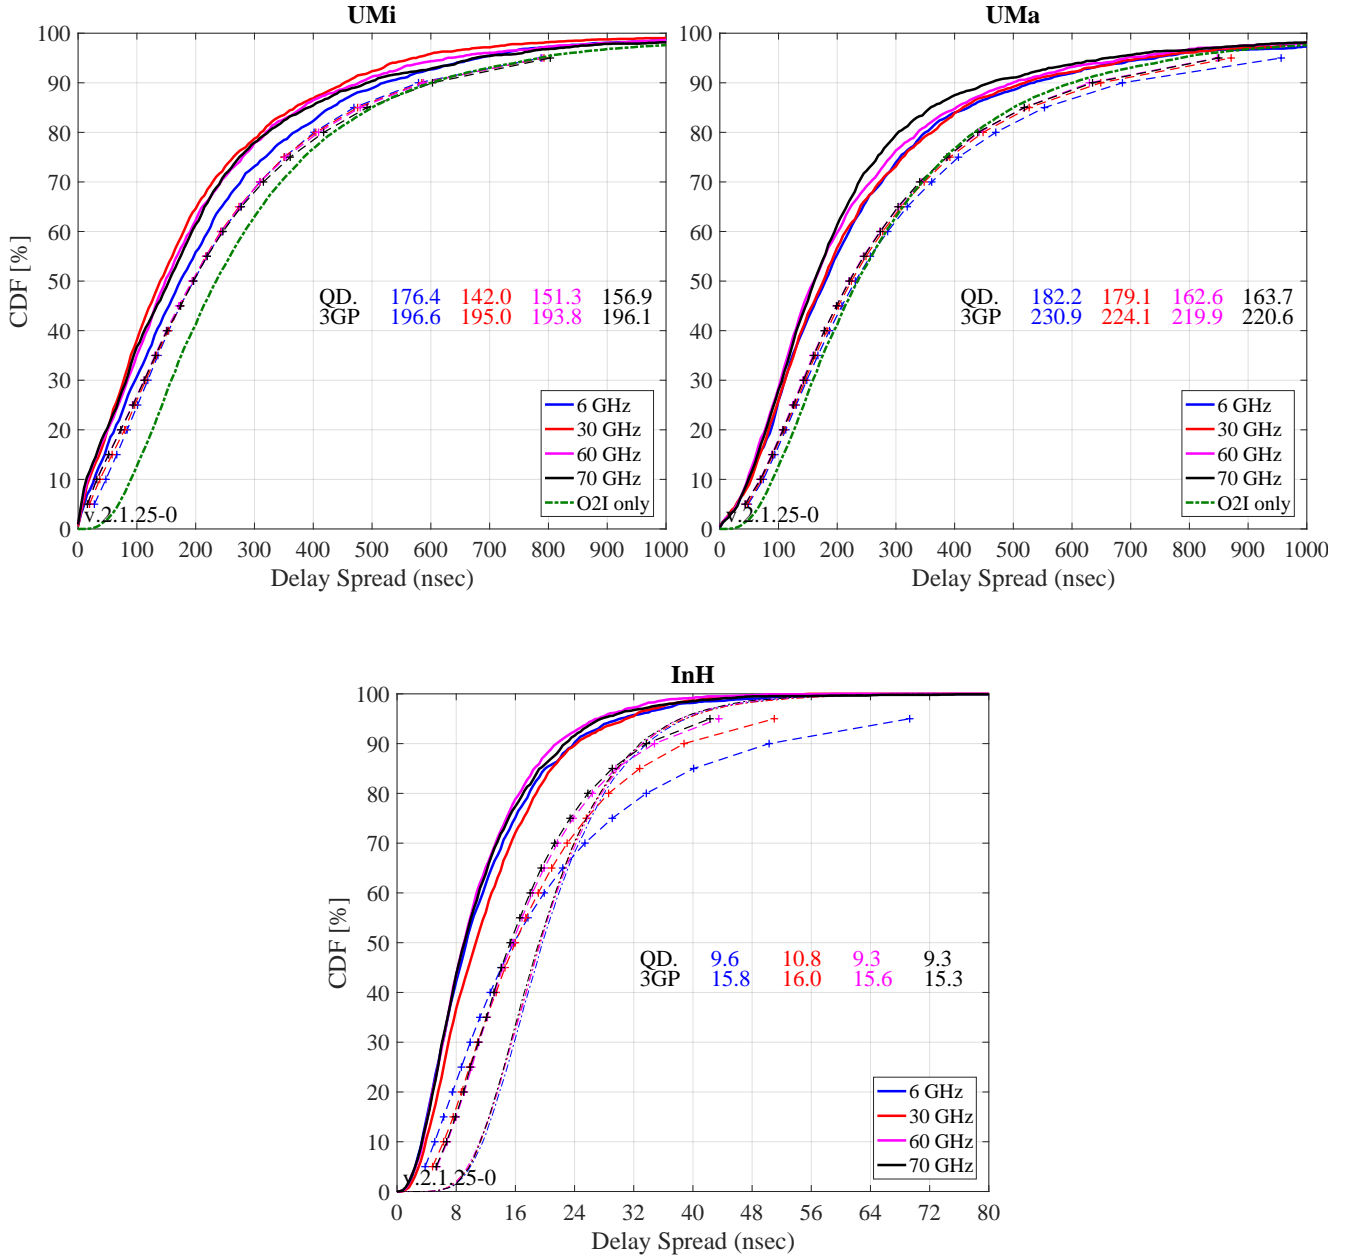 UMi
100
90
80
70
60
50
40
30
20
10
0
CDF [%]
QD. 176.4 142.0 151.3 156.9
3GP 196.6 195.0 193.8 196.1
6 GHz
30 GHz
60 GHz
70 GHz
O2I only
v.2.1.25-0
0 100 200 300 400 500 600 700 800 900 1000
Delay Spread (nsec)
UMa
100
90
80
70
60
50
40
30
20
10
0
QD. 182.2 179.1 162.6 163.7
3GP 230.9 224.1 219.9 220.6
6 GHz
30 GHz
60 GHz
70 GHz
O2I only
v.2.1.25-0
0 100 200 300 400 500 600 700 800 900 1000
Delay Spread (nsec)
InH
100
90
80
70
60
50
40
30
20
10
0
CDF [%]
QD. 9.6 10.8 9.3 9.3
3GP 15.8 16.0 15.6 15.3
6 GHz
30 GHz
60 GHz
70 GHz
v.2.1.25-0
0 8 16 24 32 40 48 56 64 72 80
Delay Spread (nsec)